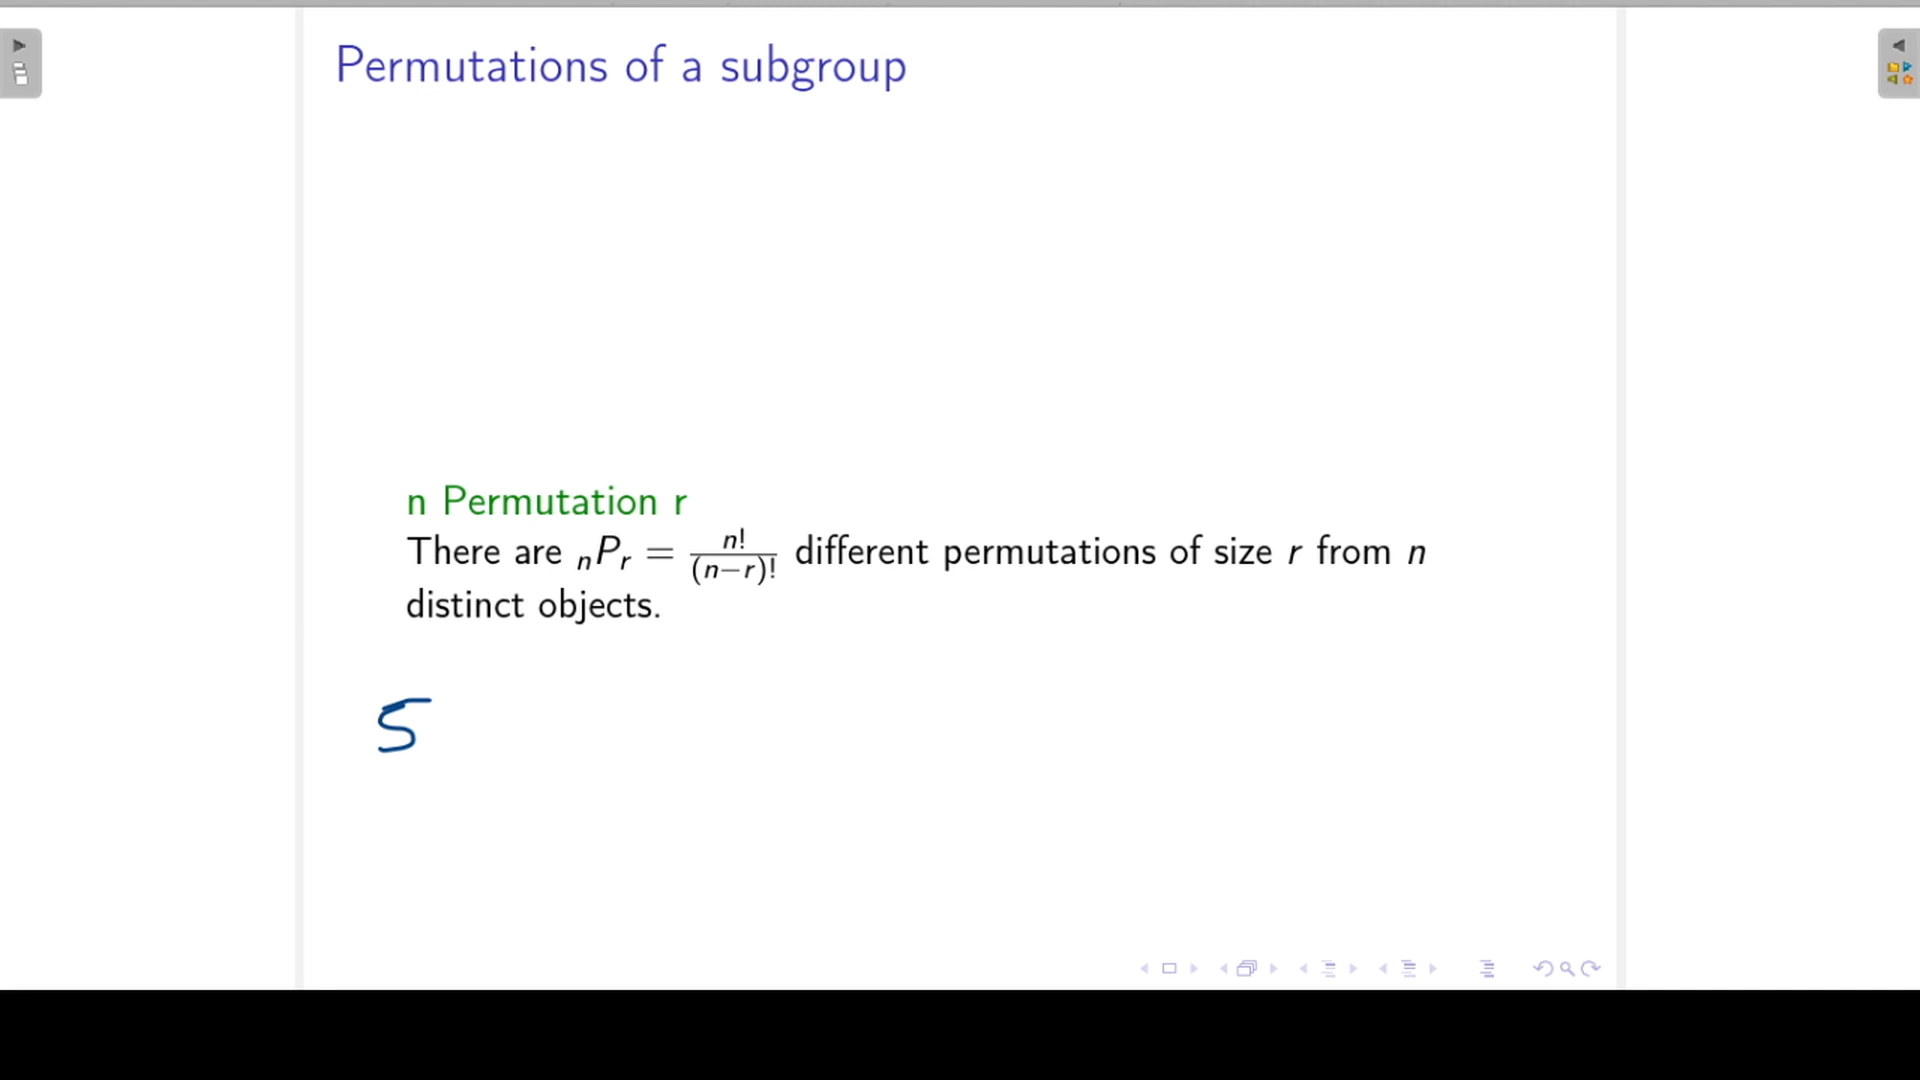 Permutations of a subgroup
n Permutation r
There are nPr = n!/(n−r)! different permutations of size r from n
distinct objects.
5